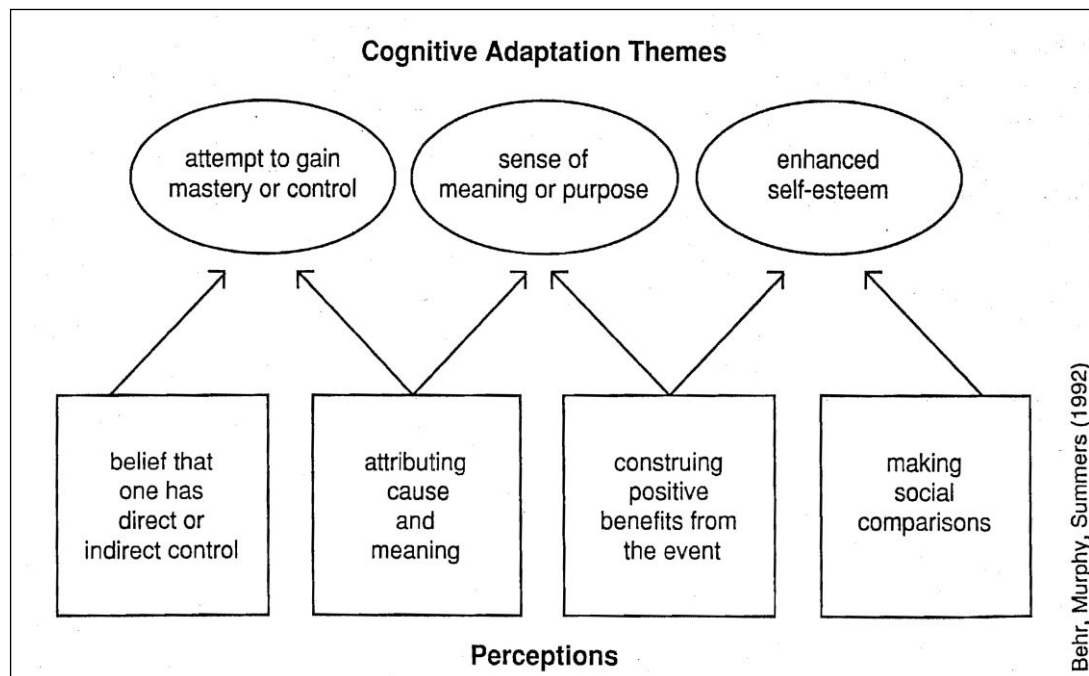 Cognitive Adaptation Themes
attempt to gain
mastery or control
sense of
meaning or purpose
enhanced
self-esteem
belief that
one has
direct or
indirect control
attributing
cause
and
meaning
construing
positive
benefits from
the event
making
social
comparisons
Perceptions
Behr, Murphy, Summers (1992)